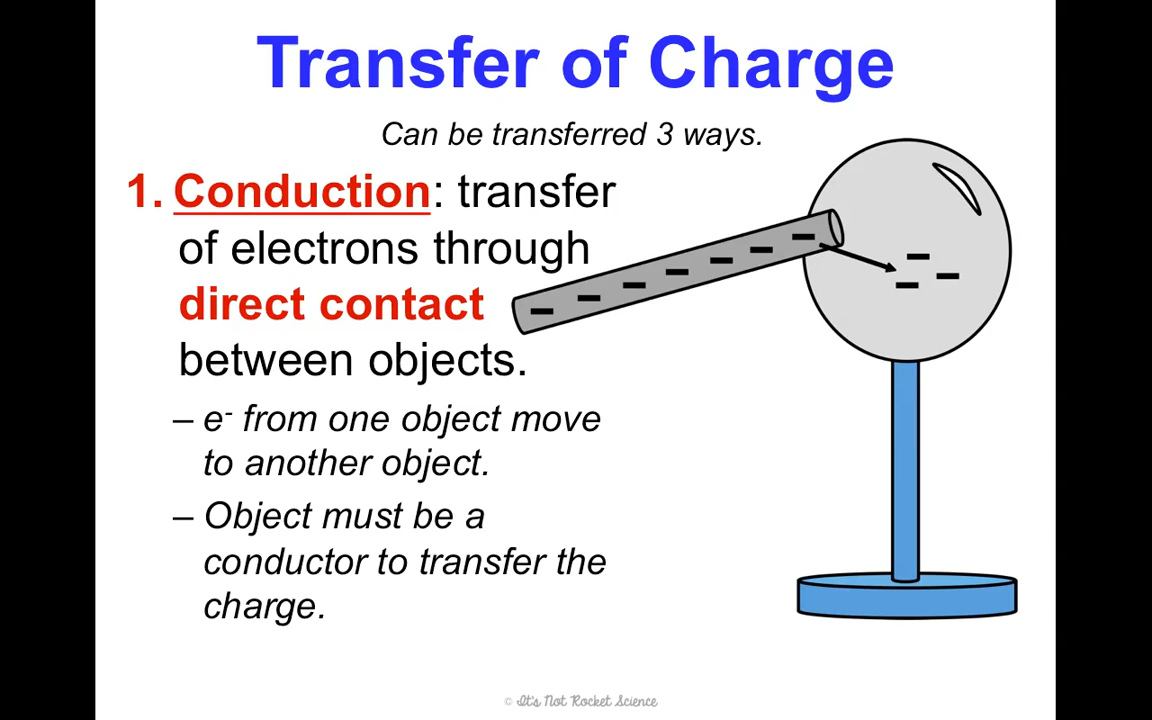 Transfer of Charge
Can be transferred 3 ways.
1. Conduction: transfer
of electrons through
direct contact
between objects.
– e⁻ from one object move
to another object.
– Object must be a
conductor to transfer the
charge.
© It's Not Rocket Science